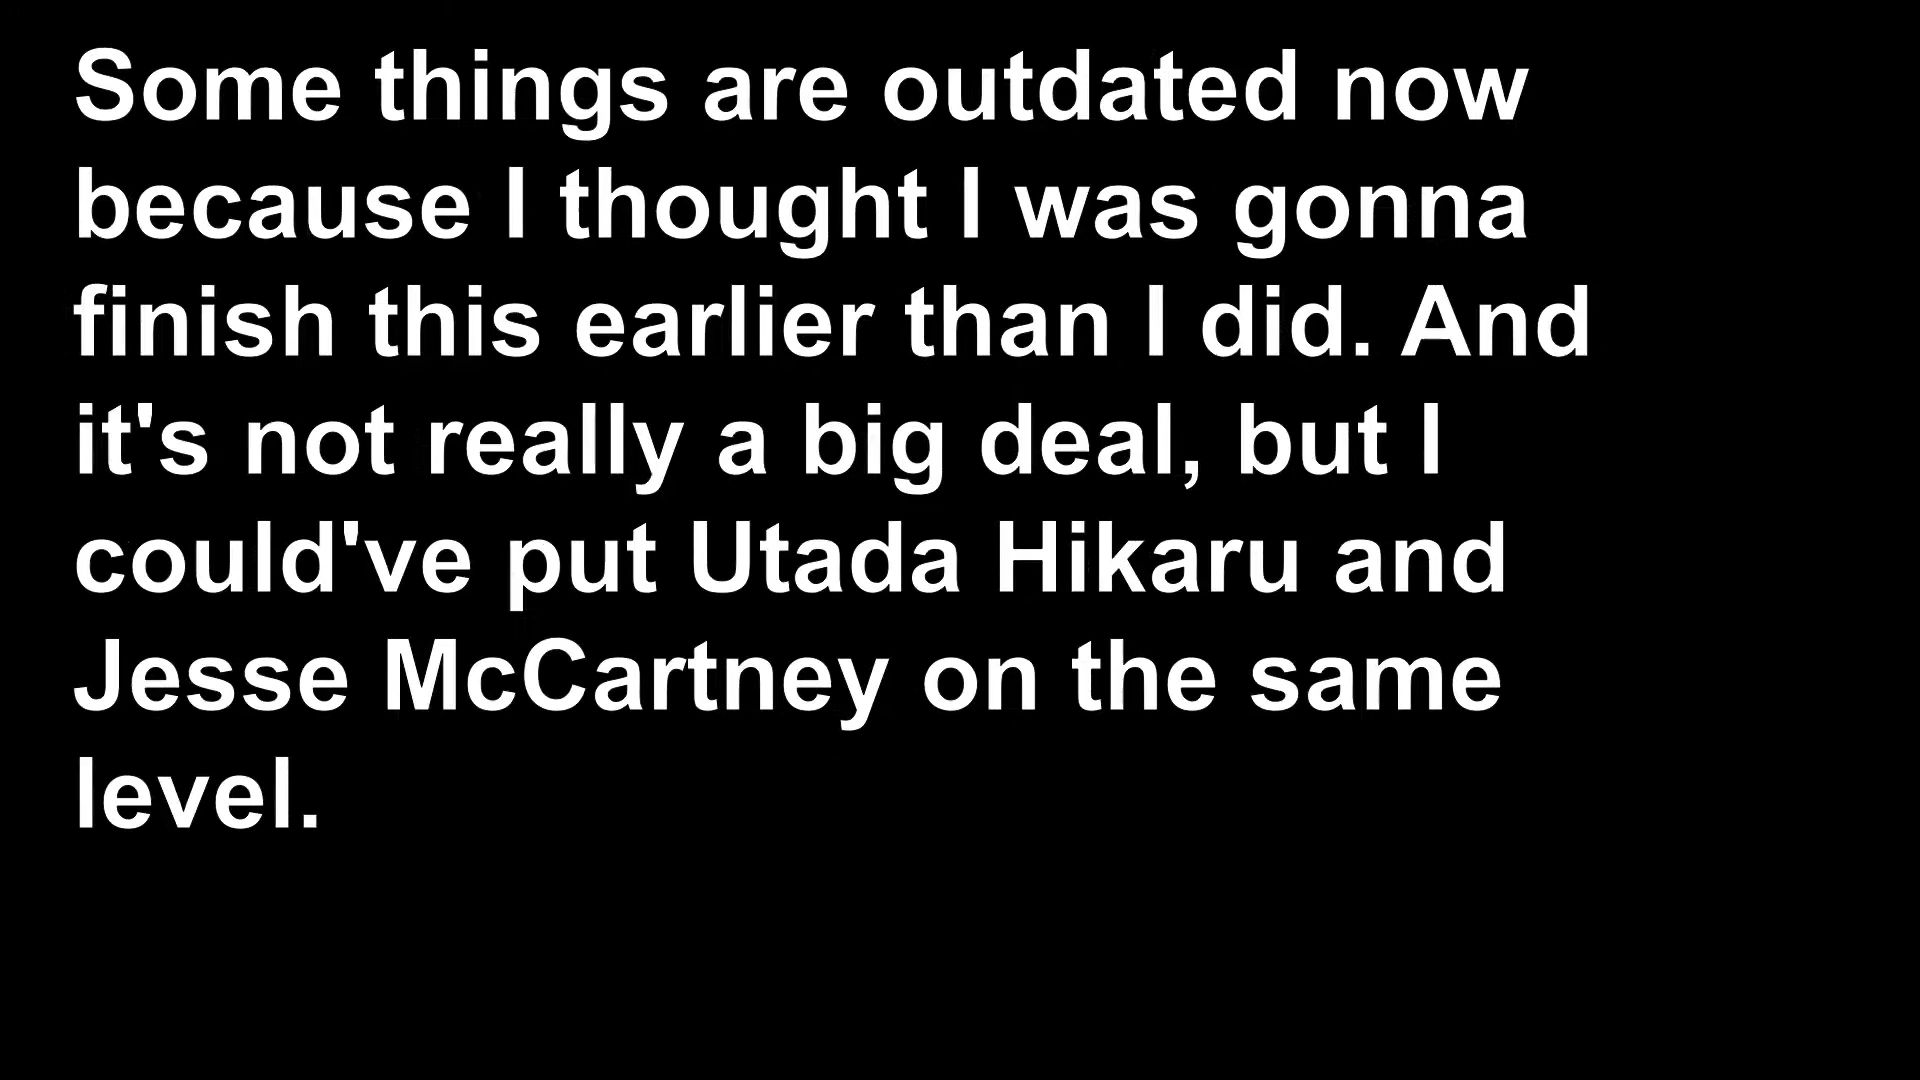 Some things are outdated now
because I thought I was gonna
finish this earlier than I did. And
it's not really a big deal, but I
could've put Utada Hikaru and
Jesse McCartney on the same
level.